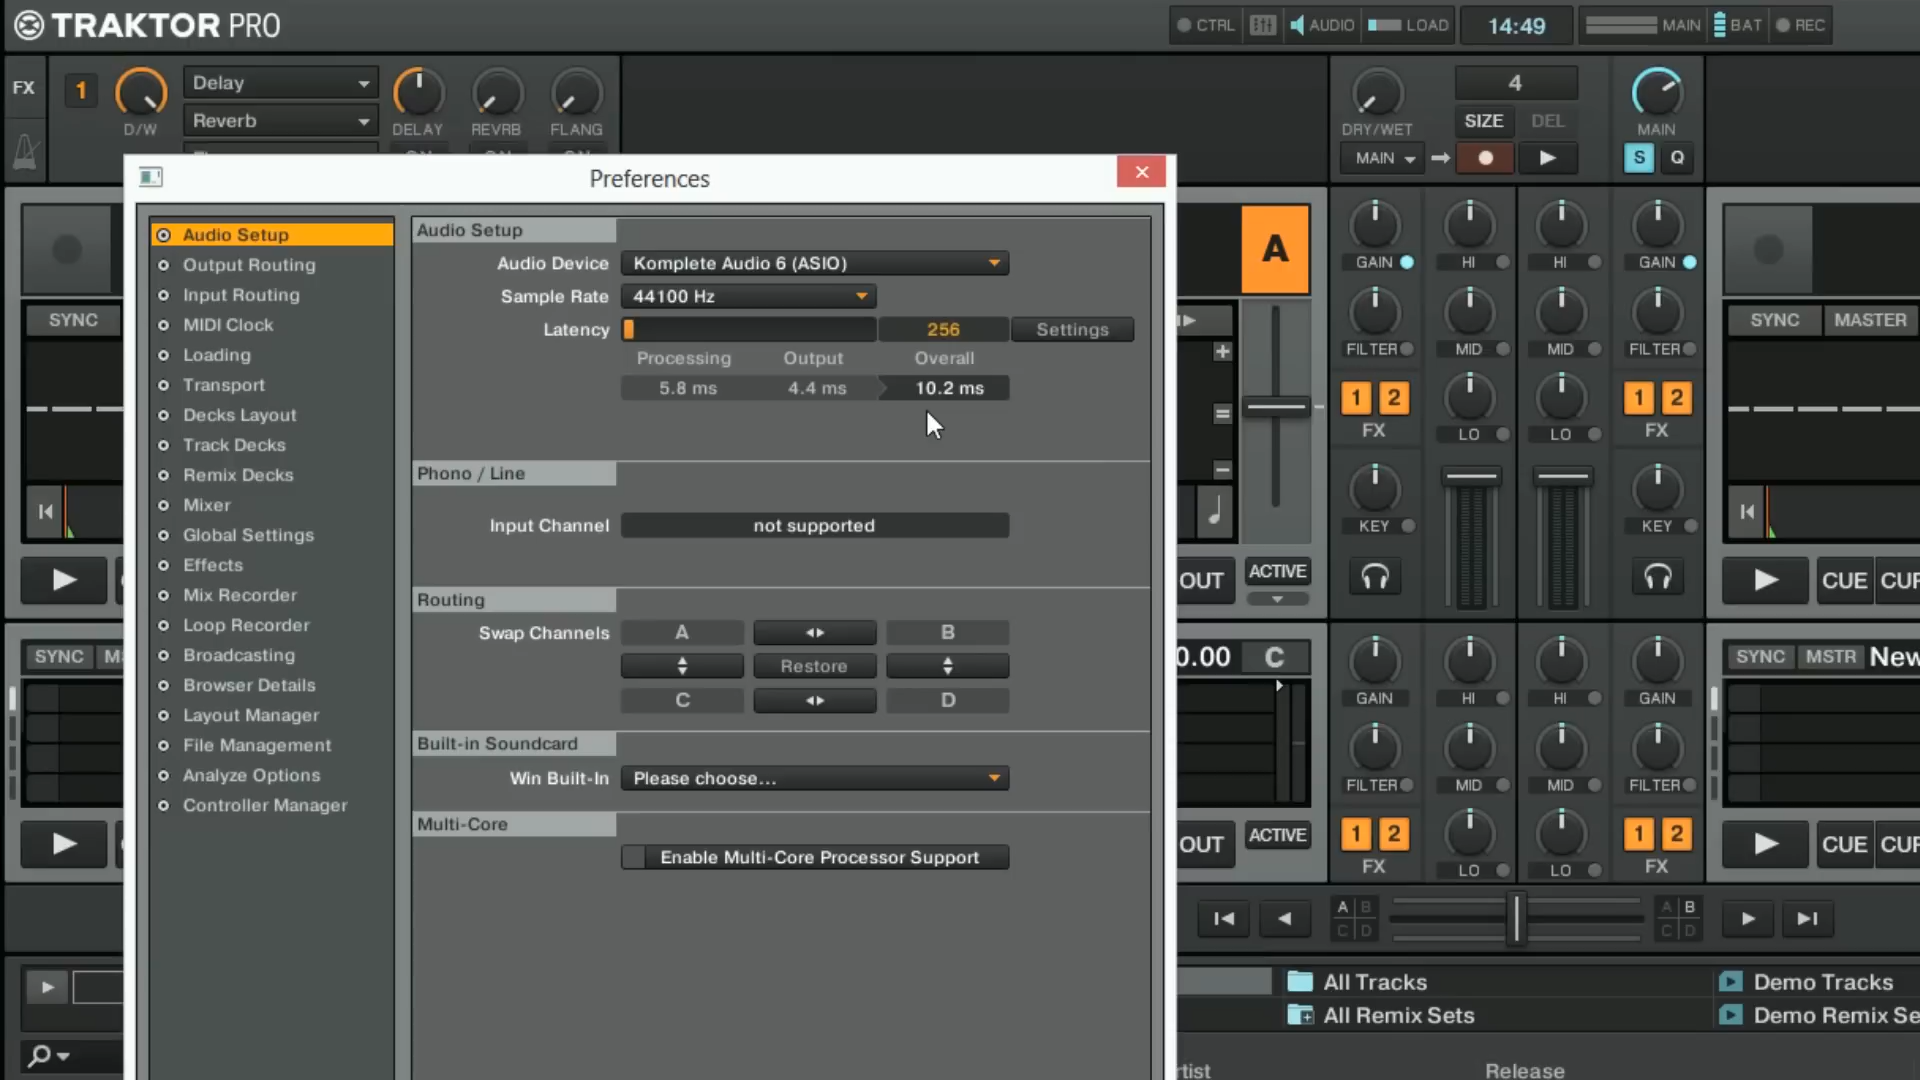 TRAKTOR PRO
CTRL
AUDIO
LOAD
14:49
MAIN
BAT
REC
FX
1
D/W
Delay
Reverb
DELAY
REVRB
FLANG
DRY/WET
4
SIZE
DEL
MAIN
MAIN
S
Q
Preferences
Audio Setup
Output Routing
Input Routing
MIDI Clock
Loading
Transport
Decks Layout
Track Decks
Remix Decks
Mixer
Global Settings
Effects
Mix Recorder
Loop Recorder
Broadcasting
Browser Details
Layout Manager
File Management
Analyze Options
Controller Manager
Audio Setup
Audio Device
Komplete Audio 6 (ASIO)
Sample Rate
44100 Hz
Latency
256
Settings
Processing
Output
Overall
5.8 ms
4.4 ms
10.2 ms
Phono / Line
Input Channel
not supported
Routing
Swap Channels
A
B
Restore
C
D
Built-in Soundcard
Win Built-In
Please choose...
Multi-Core
Enable Multi-Core Processor Support
SYNC
SYNC
A
OUT
ACTIVE
0.00
C
OUT
ACTIVE
GAIN
HI
HI
GAIN
FILTER
MID
MID
FILTER
1 2
1 2
FX
LO
LO
FX
KEY
KEY
GAIN
HI
HI
GAIN
FILTER
MID
MID
FILTER
1 2
1 2
FX
LO
LO
FX
A B
C D
A B
C D
SYNC
MASTER
CUE
SYNC
MSTR
New
CUE
All Tracks
Demo Tracks
All Remix Sets
Demo Remix Se
rtist
Release